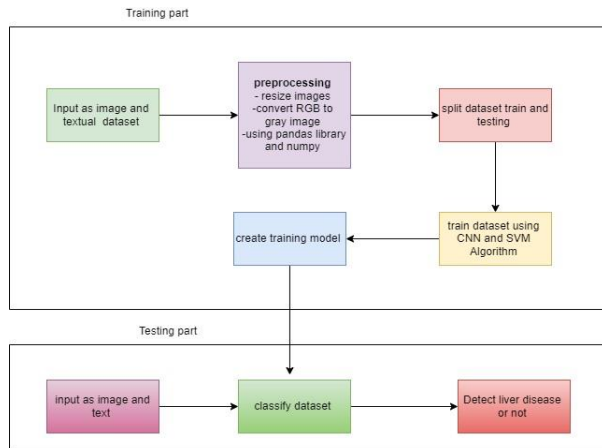 Training part
Input as image and
textual dataset
preprocessing
- resize images
-convert RGB to
gray image
-using pandas library
and numpy
split dataset train and
testing
train dataset using
CNN and SVM
Algorithm
create training model
Testing part
input as image and
text
classify dataset
Detect liver disease
or not